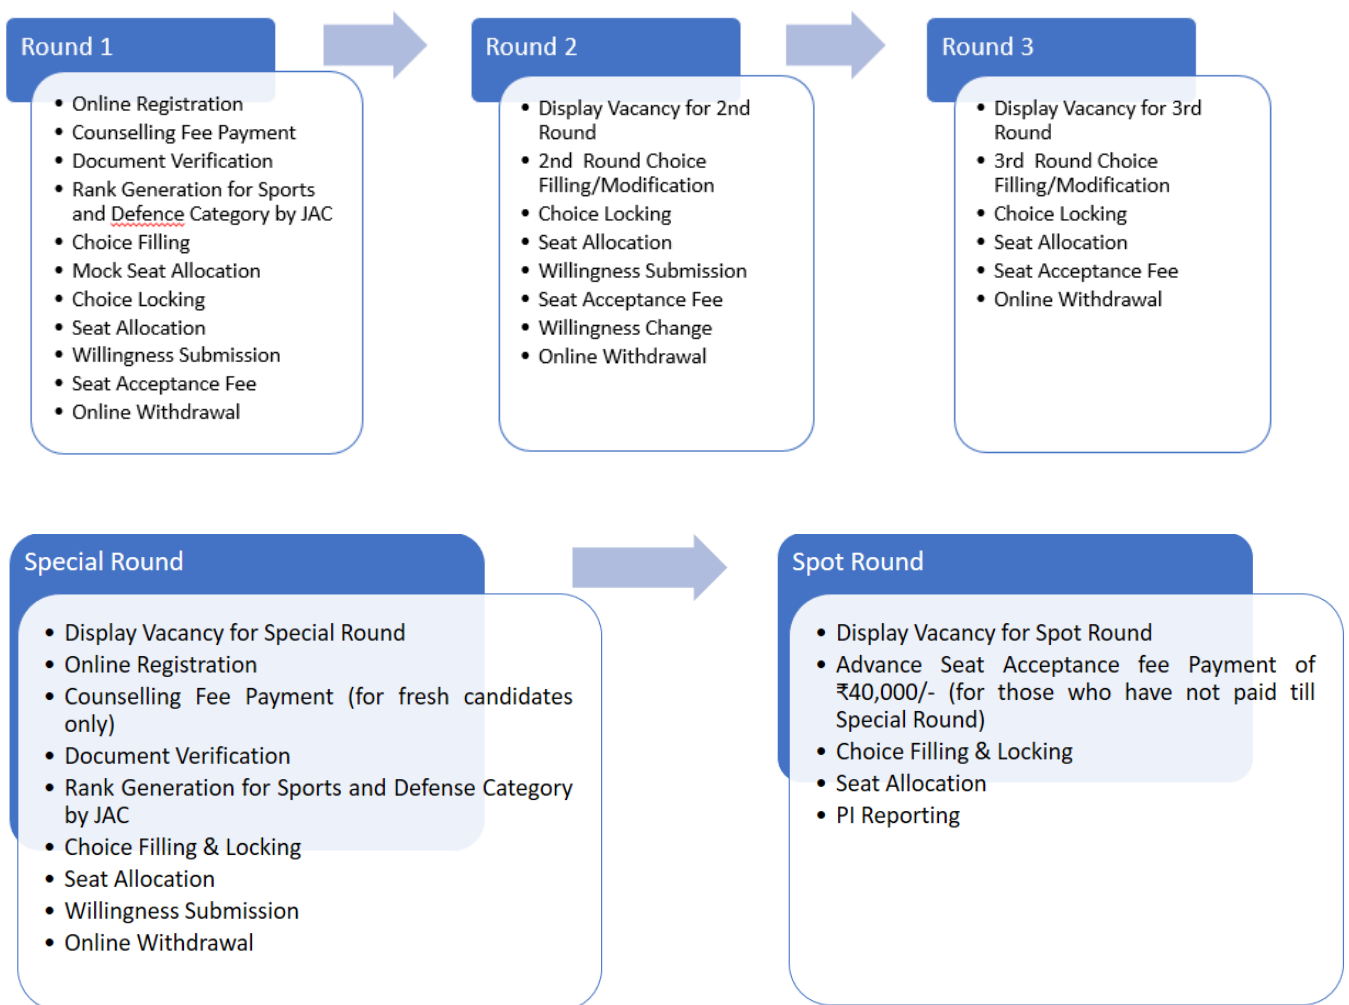 Round 1
• Online Registration
• Counselling Fee Payment
• Document Verification
• Rank Generation for Sports
and Defence Category by JAC
• Choice Filling
• Mock Seat Allocation
• Choice Locking
• Seat Allocation
• Willingness Submission
• Seat Acceptance Fee
• Online Withdrawal
Round 2
• Display Vacancy for 2nd
Round
• 2nd Round Choice
Filling/Modification
• Choice Locking
• Seat Allocation
• Willingness Submission
• Seat Acceptance Fee
• Willingness Change
• Online Withdrawal
Round 3
• Display Vacancy for 3rd
Round
• 3rd Round Choice
Filling/Modification
• Choice Locking
• Seat Allocation
• Seat Acceptance Fee
• Online Withdrawal
Special Round
• Display Vacancy for Special Round
• Online Registration
• Counselling Fee Payment (for fresh candidates
only)
• Document Verification
• Rank Generation for Sports and Defense Category
by JAC
• Choice Filling & Locking
• Seat Allocation
• Willingness Submission
• Online Withdrawal
Spot Round
• Display Vacancy for Spot Round
• Advance Seat Acceptance fee Payment of
₹40,000/- (for those who have not paid till
Special Round)
• Choice Filling & Locking
• Seat Allocation
• PI Reporting